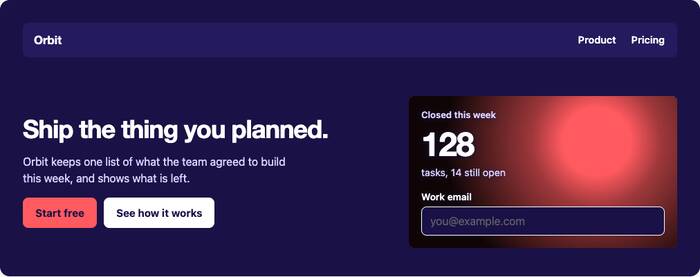 Orbit
Product
Pricing
Ship the thing you planned.
Orbit keeps one list of what the team agreed to build
this week, and shows what is left.
Start free
See how it works
Closed this week
128
tasks, 14 still open
Work email
you@example.com